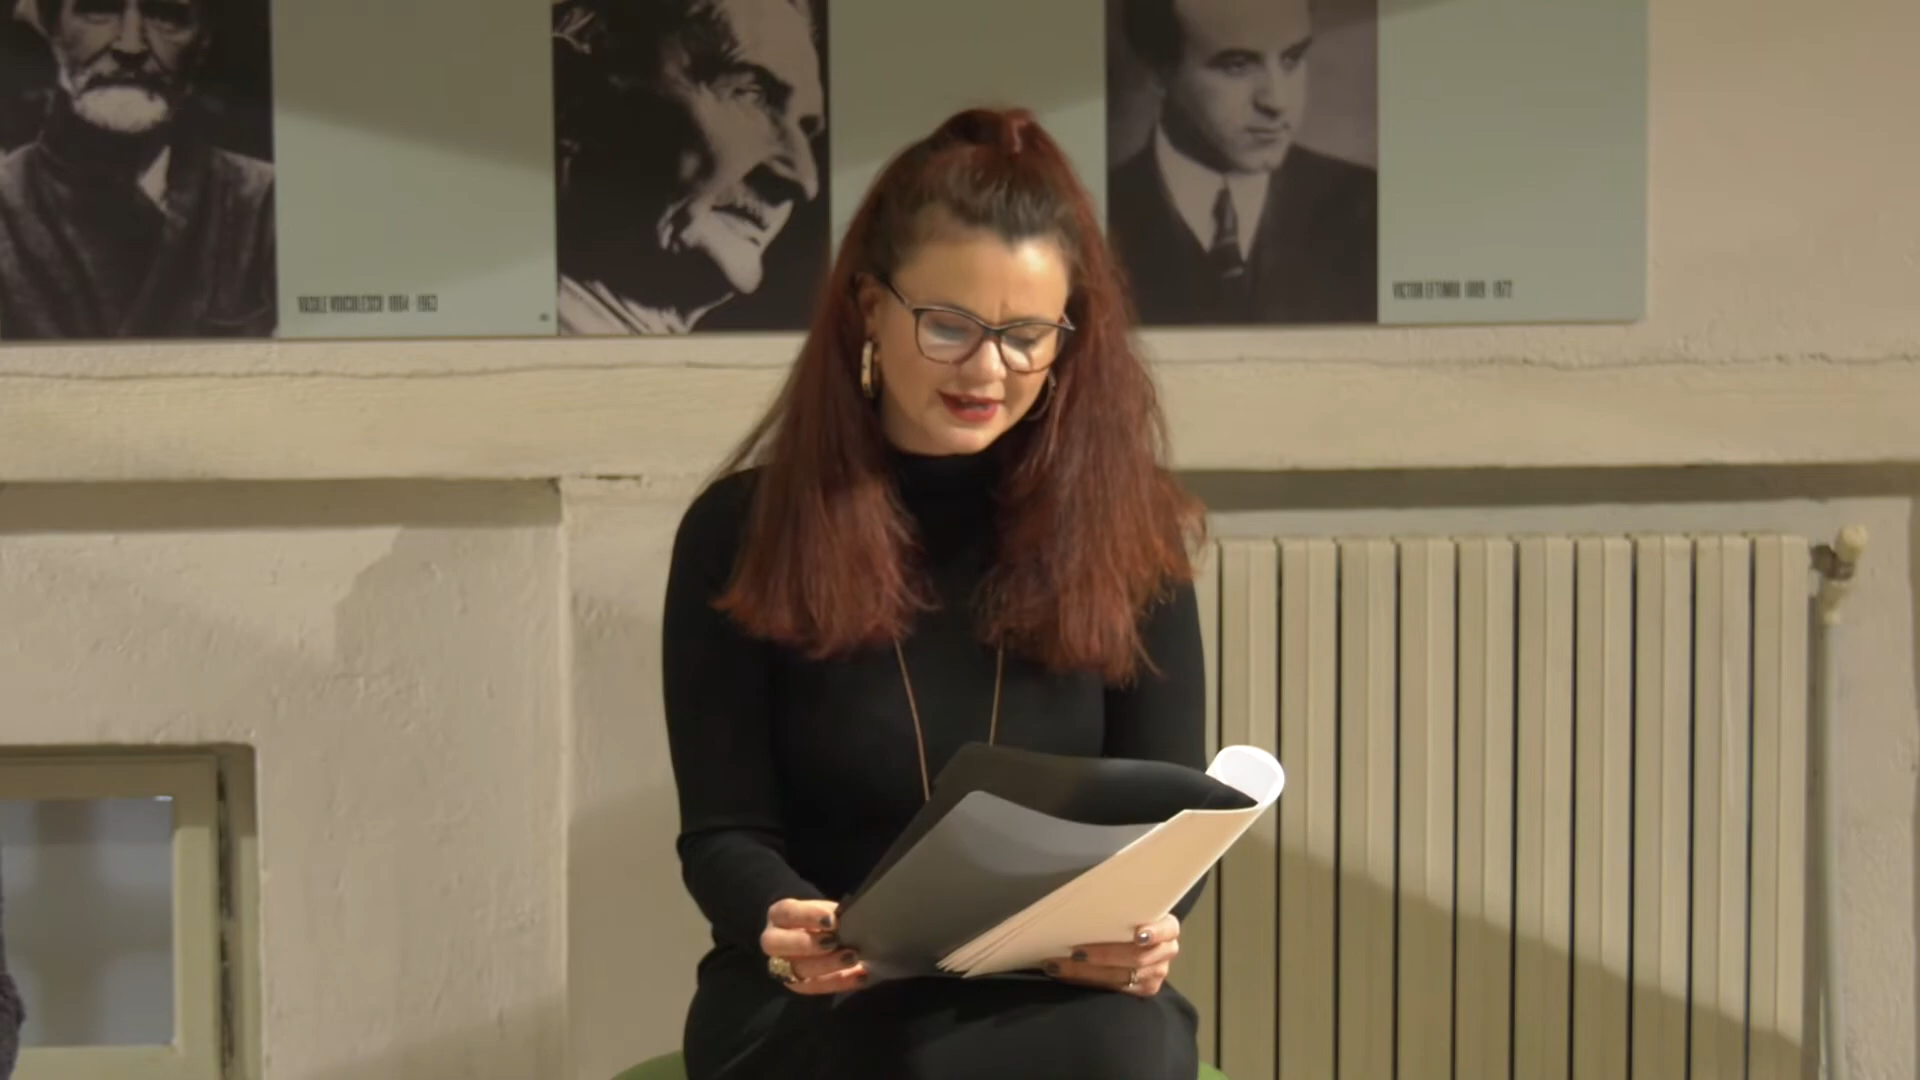 VASILE VOICULESCU 1884 - 1963
VICTOR EFTIMIU 1889 - 1972